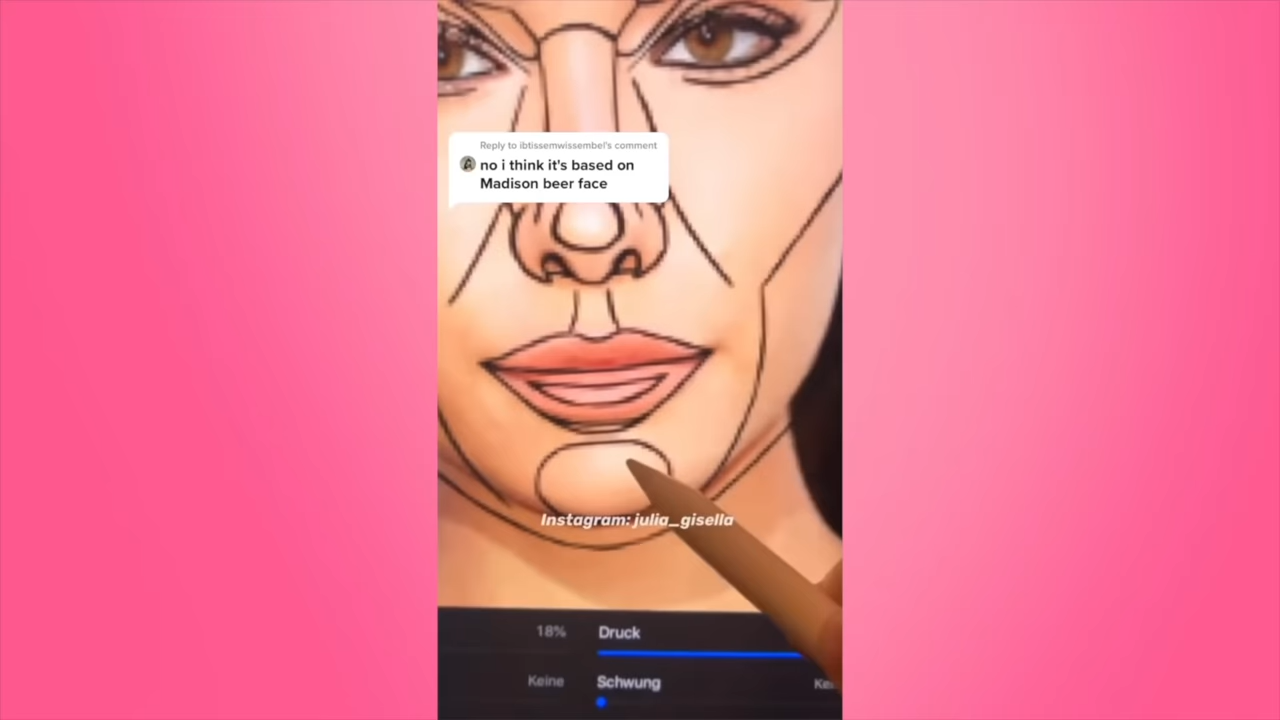 Reply to ibtissemwissembel's comment
no i think it's based on
Madison beer face
Instagram: julia_gisella
18% Druck
Keine Schwung